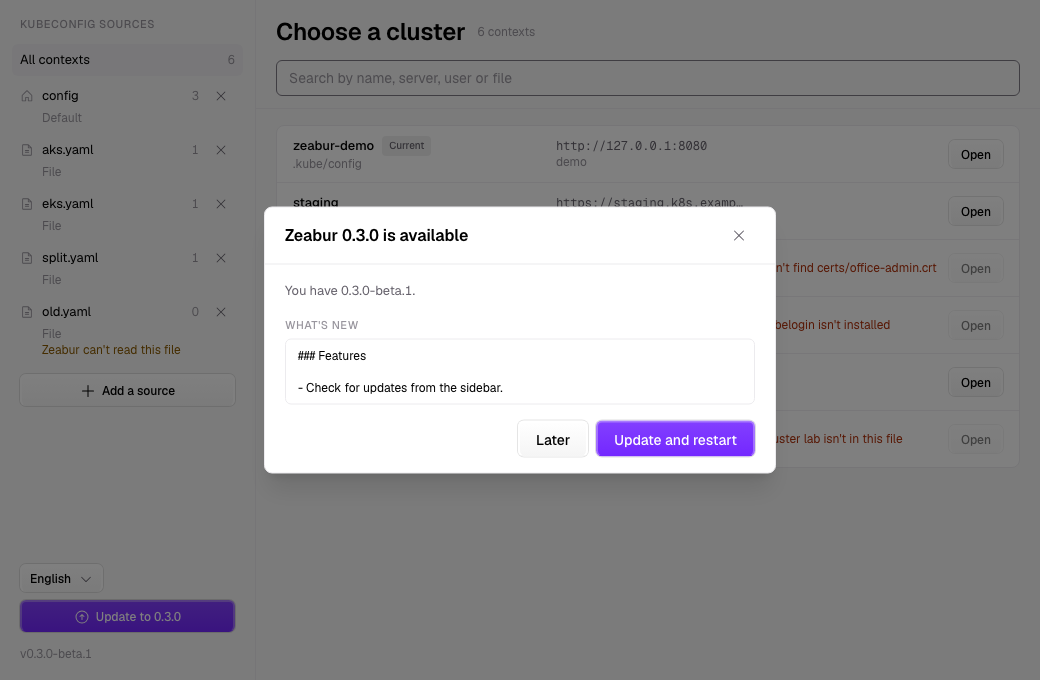 KUBECONFIG SOURCES
All contexts 6
config 3
Default
aks.yaml 1
File
eks.yaml 1
File
split.yaml 1
File
old.yaml 0
File
Zeabur can't read this file
Add a source
English
Update to 0.3.0
v0.3.0-beta.1
Choose a cluster 6 contexts
Search by name, server, user or file
zeabur-demo Current
.kube/config
http://127.0.0.1:8080
demo
Open
staging
https://staging.k8s.examp…
Open
find certs/office-admin.crt
Open
isn't installed
Open
Open
lab isn't in this file
Open
Zeabur 0.3.0 is available
You have 0.3.0-beta.1.
WHAT'S NEW
### Features
- Check for updates from the sidebar.
Later
Update and restart